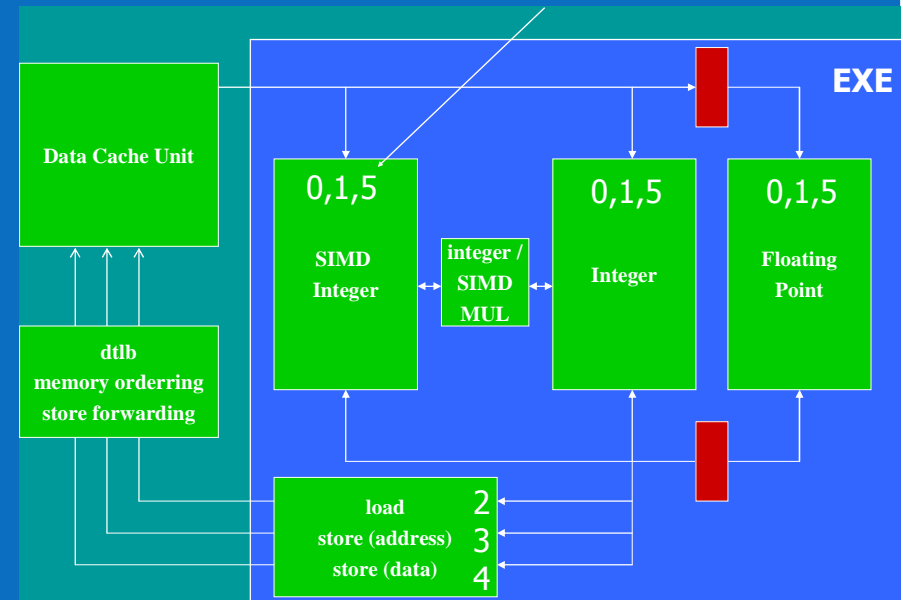 EXE
Data Cache Unit
0,1,5
SIMD
Integer
integer /
SIMD
MUL
0,1,5
Integer
0,1,5
Floating
Point
dtlb
memory orderring
store forwarding
load 2
store (address) 3
store (data) 4